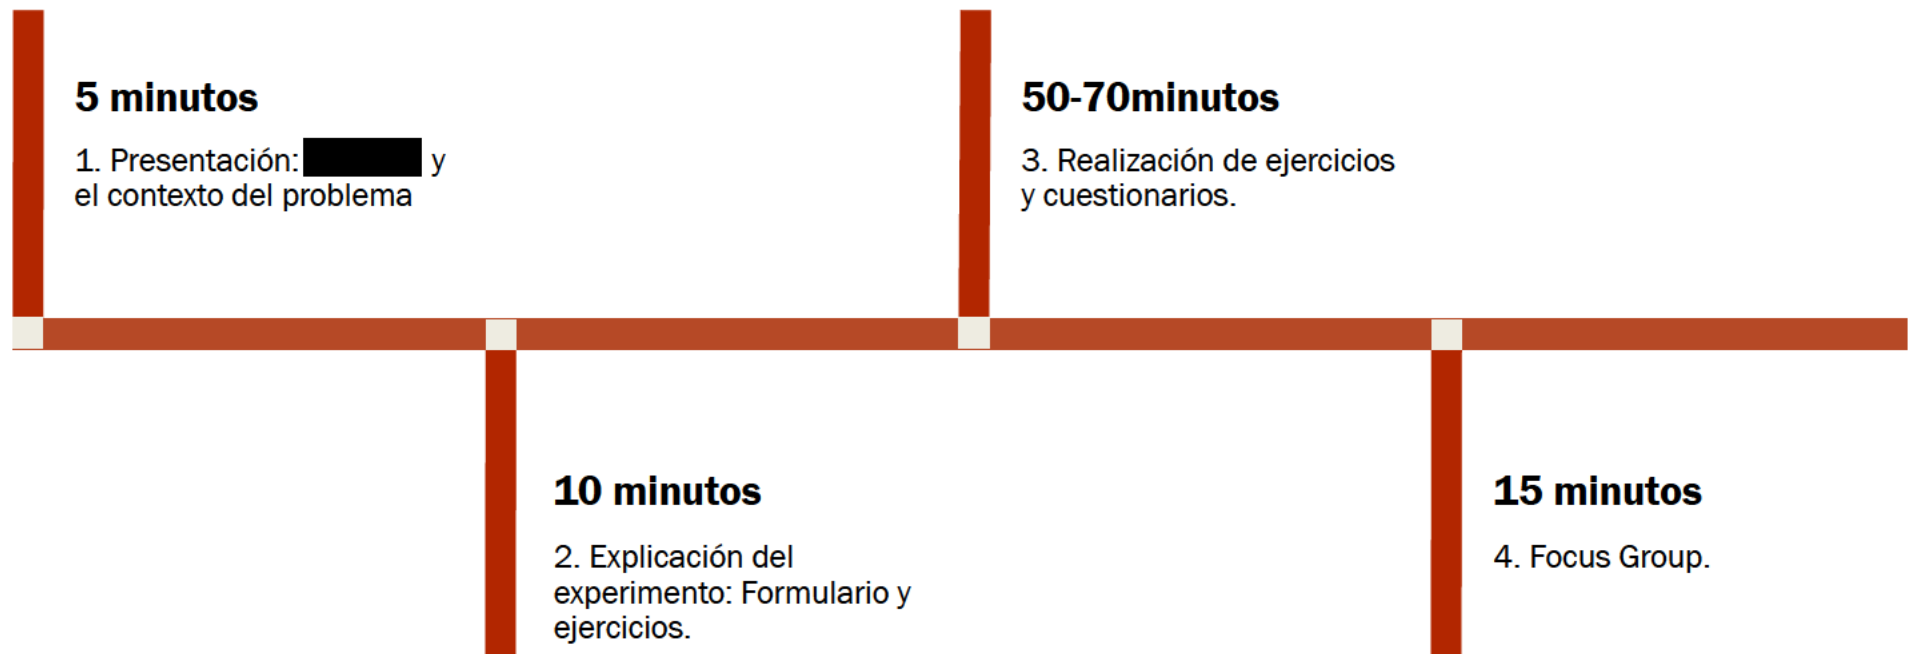 5 minutos
1. Presentación: y
el contexto del problema
10 minutos
2. Explicación del
experimento: Formulario y
ejercicios.
50-70minutos
3. Realización de ejercicios
y cuestionarios.
15 minutos
4. Focus Group.